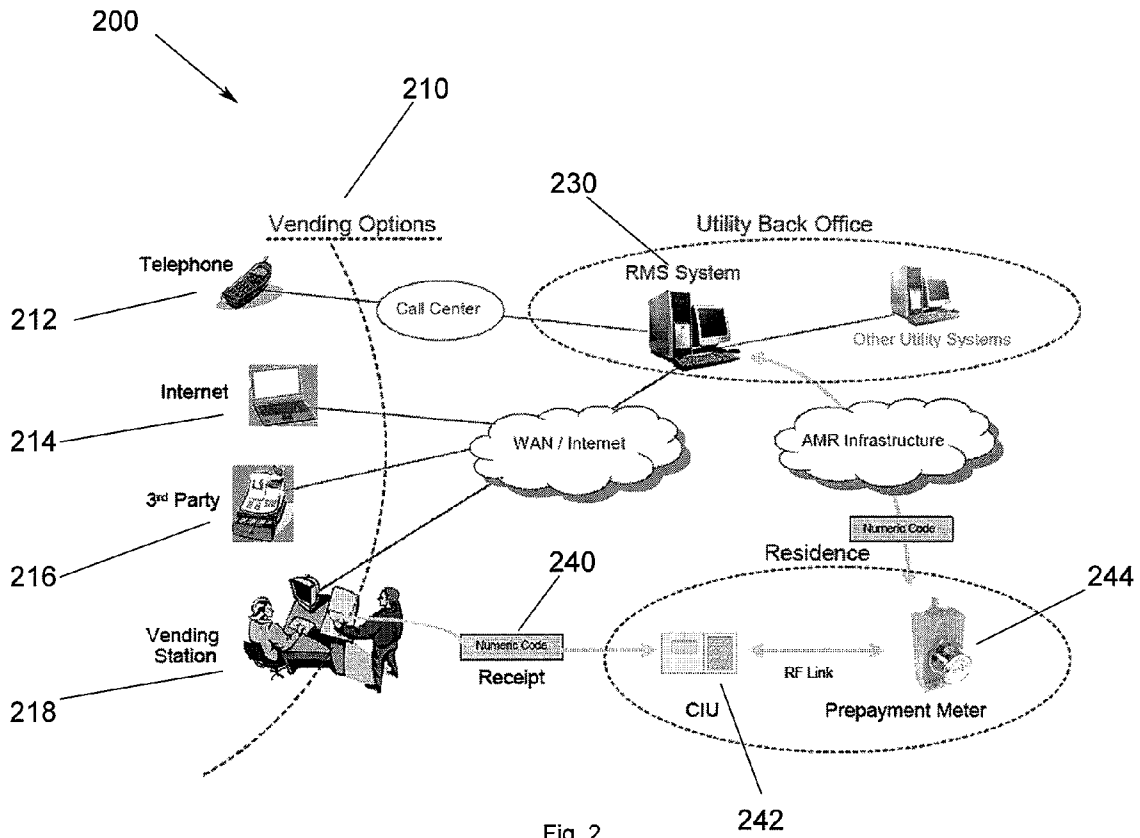 200
210
230
Vending Options
Utility Back Office
Telephone
RMS System
212
Call Center
Other Utility Systems
Internet
214
WAN / Internet
AMR Infrastructure
3rd Party
Numeric Code
Residence
216
240
244
Vending
Station
Numeric Code
Receipt
RF Link
CIU
Prepayment Meter
218
242
Fig. 2